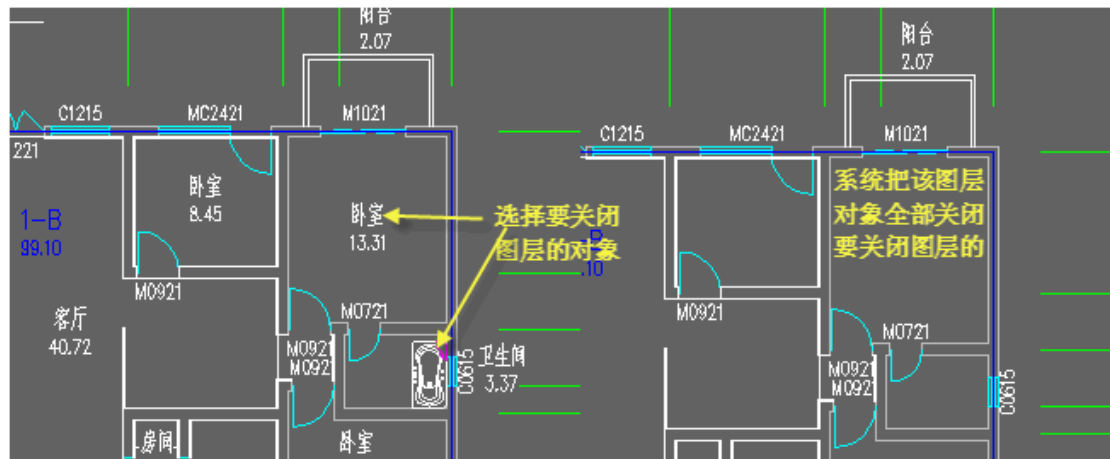 阳台
2.07
C1215
MC2421
M1021
221
卧室
8.45
卧室
13.31
选择要关闭
图层的对象
1-B
99.10
M0921
M0721
客厅
40.72
M0921
M0921
C0615
卫生间
3.37
房间
卧室
阳台
2.07
C1215
MC2421
M1021
系统把该图层
对象全部关闭
要关闭图层的
B
.10
M0921
M0721
M0921
M092
C0615